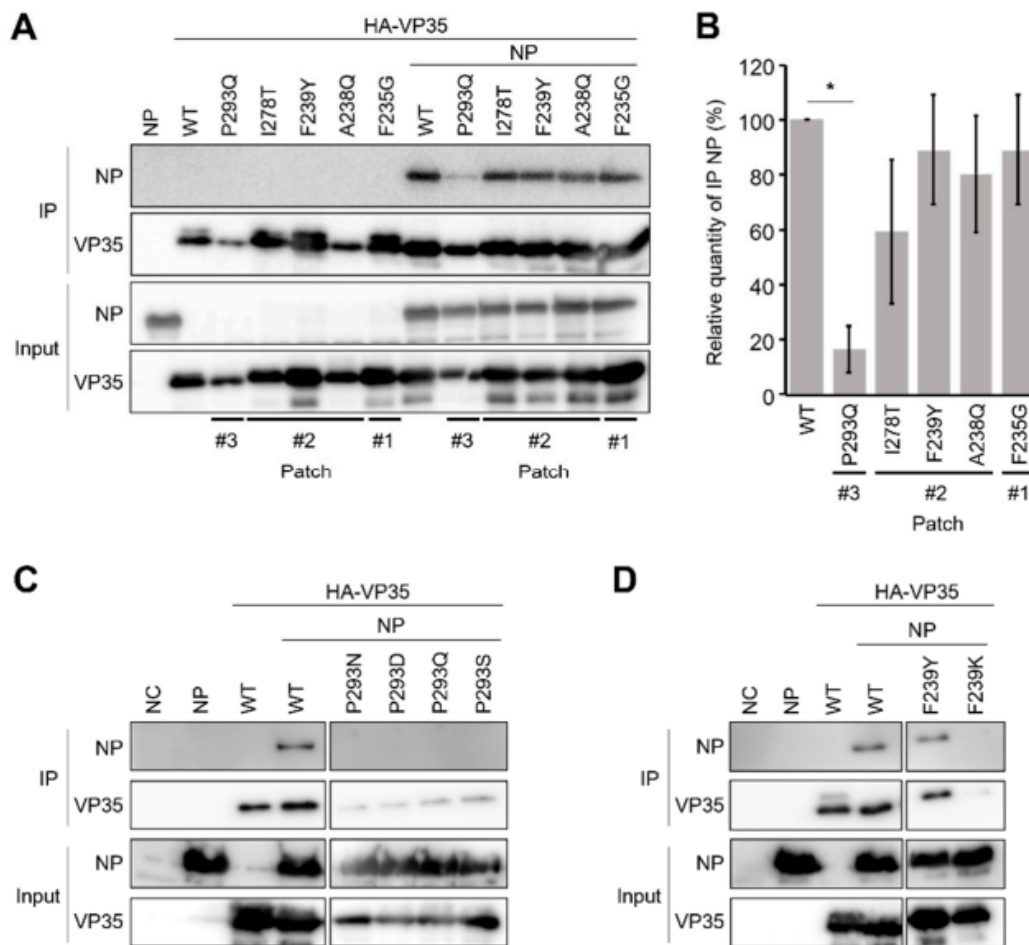 A
HA-VP35
NP
NP
WT
P293Q
I278T
F239Y
A238Q
F235G
WT
P293Q
I278T
F239Y
A238Q
F235G
IP
NP
VP35
Input
NP
VP35
#3
#2
#1
#3
#2
#1
Patch
Patch
B
Relative quantity of IP NP (%)
120
100
80
60
40
20
0
*
WT
P293Q
I278T
F239Y
A238Q
F235G
#3
#2
#1
Patch
C
HA-VP35
NP
NC
NP
WT
WT
P293N
P293D
P293Q
P293S
IP
NP
VP35
Input
NP
VP35
D
HA-VP35
NP
NC
NP
WT
WT
F239Y
F239K
IP
NP
VP35
Input
NP
VP35